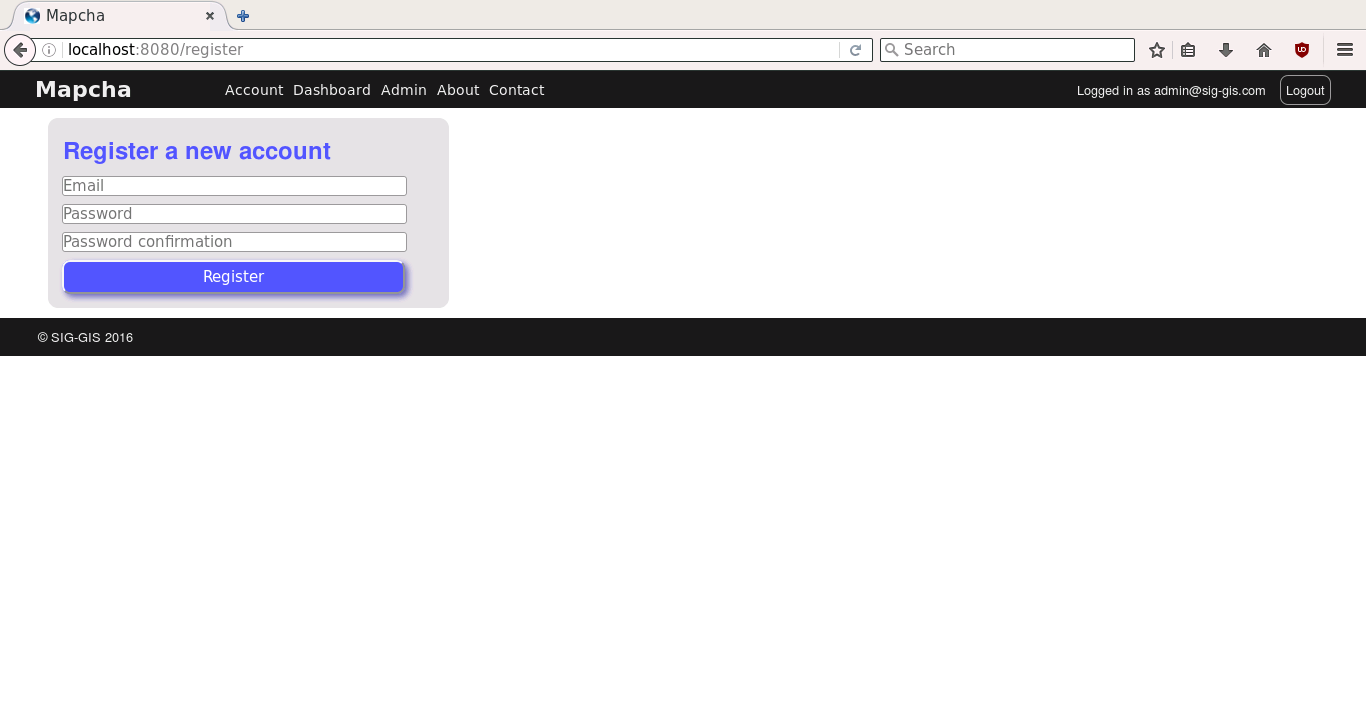 Mapcha
localhost:8080/register
Search
Mapcha Account Dashboard Admin About Contact Logged in as admin@sig-gis.com Logout
Register a new account
Email
Password
Password confirmation
Register
© SIG-GIS 2016